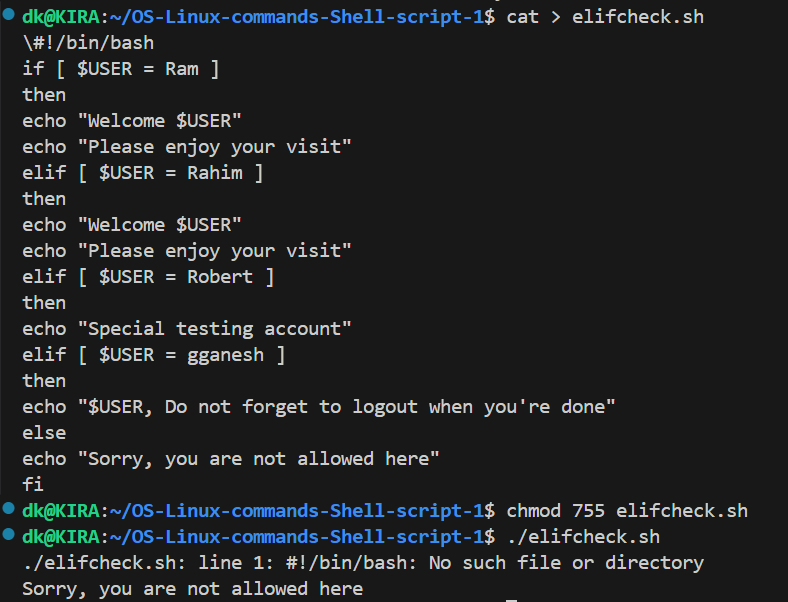 dk@KIRA:~/OS-Linux-commands-Shell-script-1$ cat > elifcheck.sh
\#!/bin/bash
if [ $USER = Ram ]
then
echo "Welcome $USER"
echo "Please enjoy your visit"
elif [ $USER = Rahim ]
then
echo "Welcome $USER"
echo "Please enjoy your visit"
elif [ $USER = Robert ]
then
echo "Special testing account"
elif [ $USER = gganesh ]
then
echo "$USER, Do not forget to logout when you're done"
else
echo "Sorry, you are not allowed here"
fi
dk@KIRA:~/OS-Linux-commands-Shell-script-1$ chmod 755 elifcheck.sh
dk@KIRA:~/OS-Linux-commands-Shell-script-1$ ./elifcheck.sh
./elifcheck.sh: line 1: #!/bin/bash: No such file or directory
Sorry, you are not allowed here